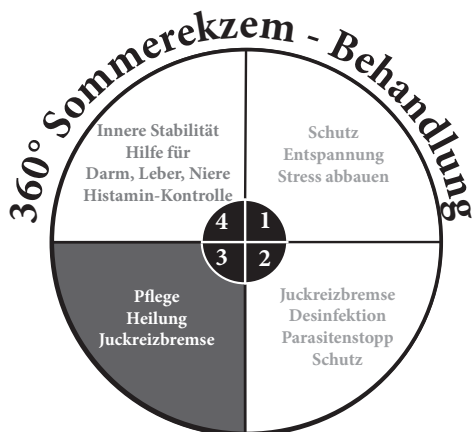 360° Sommerekzem - Behandlung
Innere Stabilität
Hilfe für
Darm, Leber, Niere
Histamin-Kontrolle
Schutz
Entspannung
Stress abbauen
4 1
3 2
Pflege
Heilung
Juckreizbremse
Juckreizbremse
Desinfektion
Parasitenstopp
Schutz